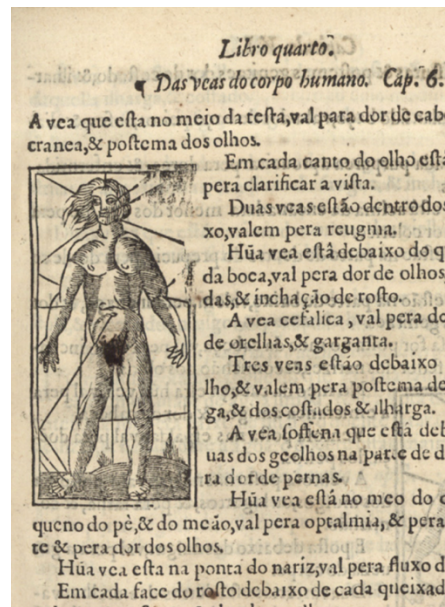 Libro quarto.
¶ Das veas do corpo humano. Cap. 6.
A vea que esta no meio da testa,val para dor de cabe
cranea,& postema dos olhos.
Em cada canto do olho está
pera clarificar a vista.
Duas veas estão dentro dos
xo,valem pera reugma.
Hũa vea estâ debaixo do q
da boca,val pera dor de olhos,
das,& inchação de rosto.
A vea cefalica, val pera do
de orelhas,& garganta.
Tres veas estão debaixo
lho,& valem pera postema de
ga,& dos costados & ilharga.
A vea soffena que está deb
uas dos geolhos na parte de d
ra dor de pernas.
Hũa vea está no meo do
queno do pè,& do meão,val pera optalmia, & pera
te & pera dor dos olhos.
Hũa vea esta na ponta do nariz,val pera fluxo d
Em cada face do rosto debaxo de cada queixad